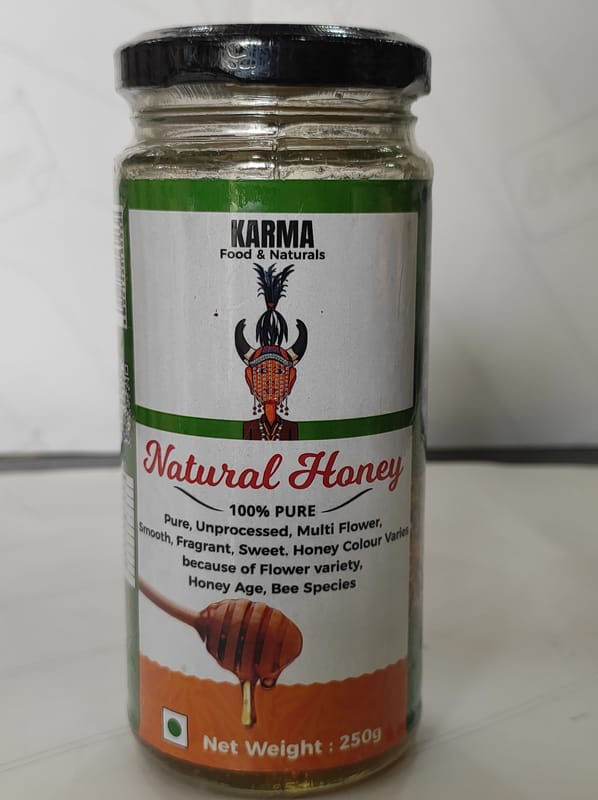 KARMA
Food & Naturals
Natural Honey
100% PURE
Pure, Unprocessed, Multi Flower,
Smooth, Fragrant, Sweet. Honey Colour Varies
because of Flower variety,
Honey Age, Bee Species
Net Weight : 250g